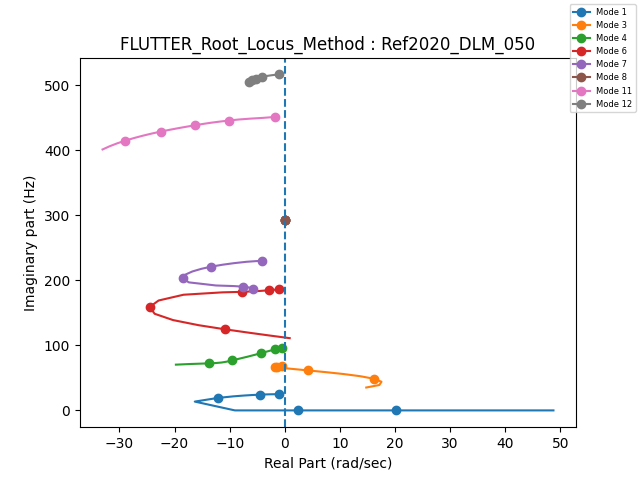 FLUTTER_Root_Locus_Method : Ref2020_DLM_050
Mode 1
Mode 3
Mode 4
Mode 6
Mode 7
Mode 8
Mode 11
Mode 12
Imaginary part (Hz)
500
400
300
200
100
0
−30
−20
−10
0
10
20
30
40
50
Real Part (rad/sec)